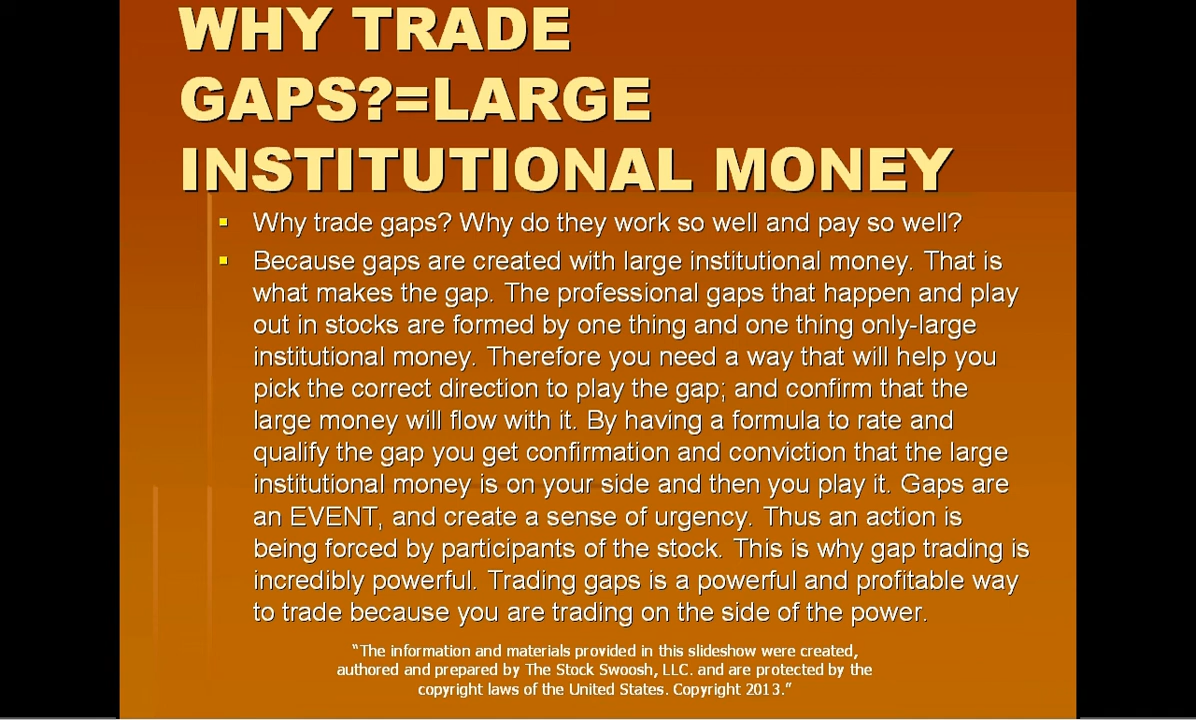 WHY TRADE
GAPS?=LARGE
INSTITUTIONAL MONEY
▪ Why trade gaps? Why do they work so well and pay so well?
▪ Because gaps are created with large institutional money. That is
what makes the gap. The professional gaps that happen and play
out in stocks are formed by one thing and one thing only-large
institutional money. Therefore you need a way that will help you
pick the correct direction to play the gap; and confirm that the
large money will flow with it. By having a formula to rate and
qualify the gap you get confirmation and conviction that the large
institutional money is on your side and then you play it. Gaps are
an EVENT, and create a sense of urgency. Thus an action is
being forced by participants of the stock. This is why gap trading is
incredibly powerful. Trading gaps is a powerful and profitable way
to trade because you are trading on the side of the power.
“The information and materials provided in this slideshow were created,
authored and prepared by The Stock Swoosh, LLC. and are protected by the
copyright laws of the United States. Copyright 2013.”